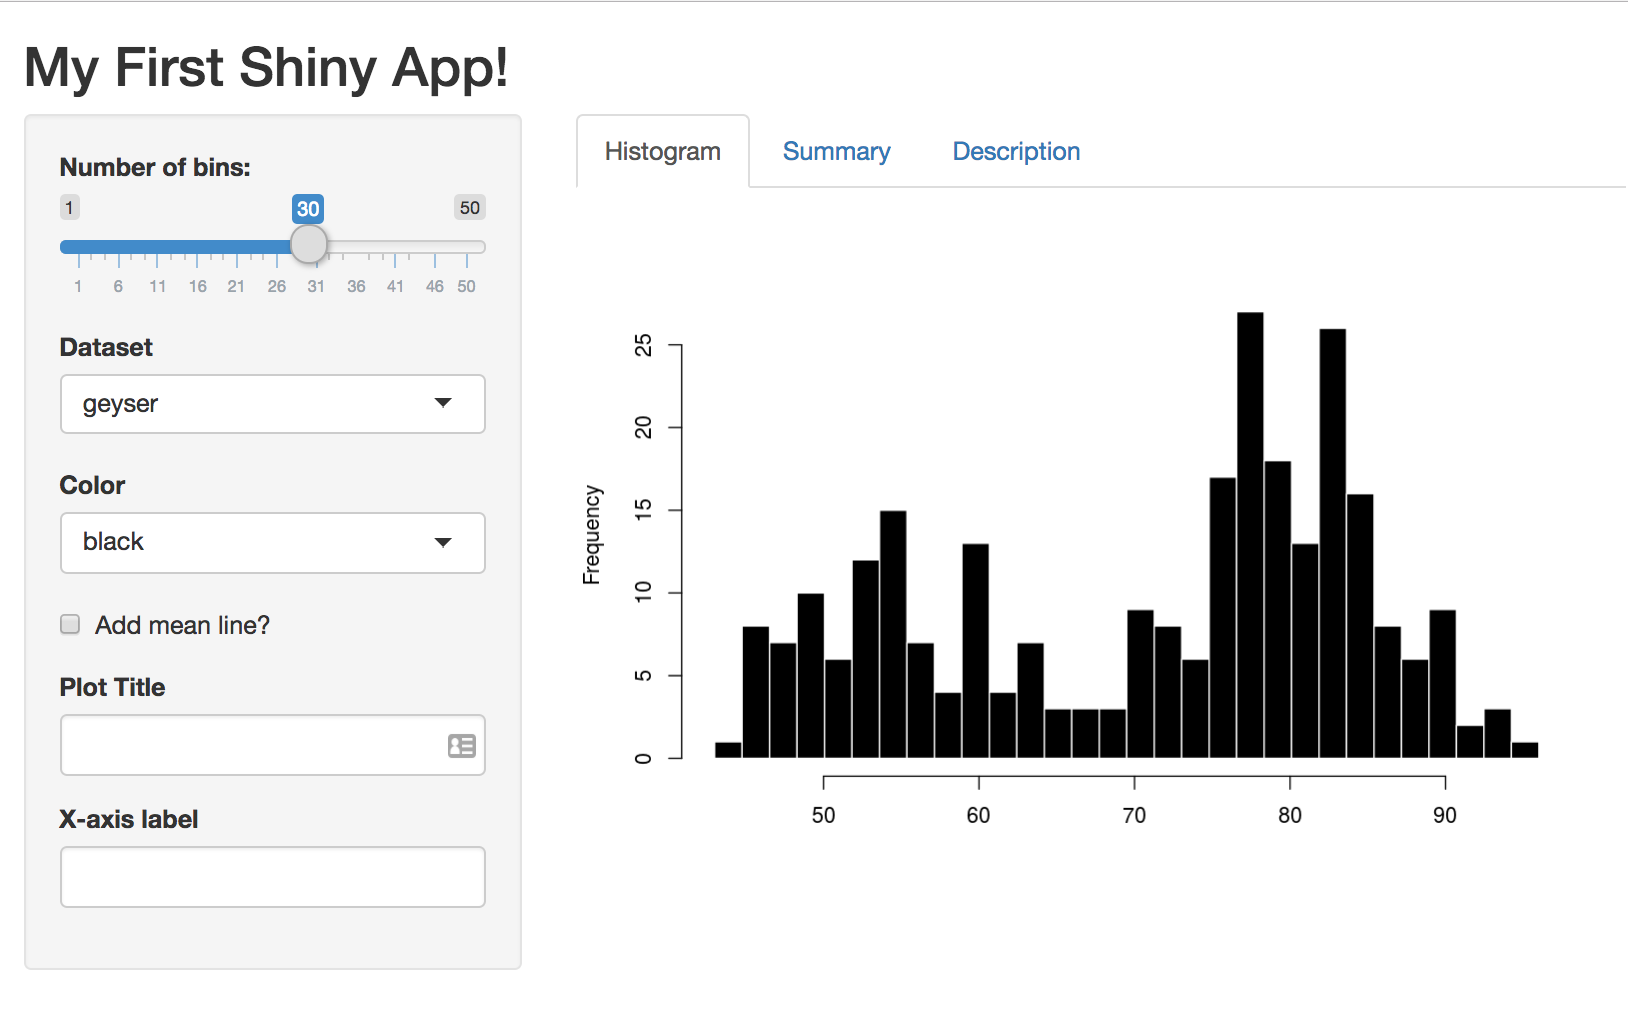 My First Shiny App!
Number of bins:
1 30 50
1 6 11 16 21 26 31 36 41 46 50
Dataset
geyser
Color
black
Add mean line?
Plot Title
X-axis label
Histogram Summary Description
Frequency
25
20
15
10
5
0
50 60 70 80 90